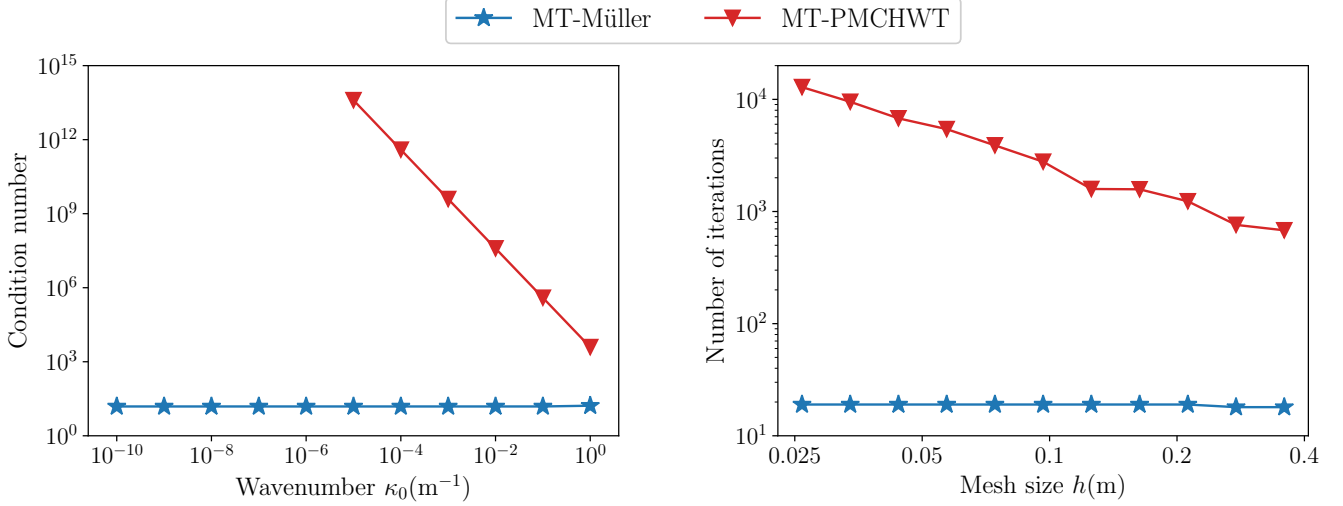 MT-Müller MT-PMCHWT
10^15
10^12
10^9
10^6
10^3
10^0
Condition number
10^−10 10^−8 10^−6 10^−4 10^−2 10^0
Wavenumber κ_0(m^−1)
10^4
10^3
10^2
10^1
Number of iterations
0.025 0.05 0.1 0.2 0.4
Mesh size h(m)